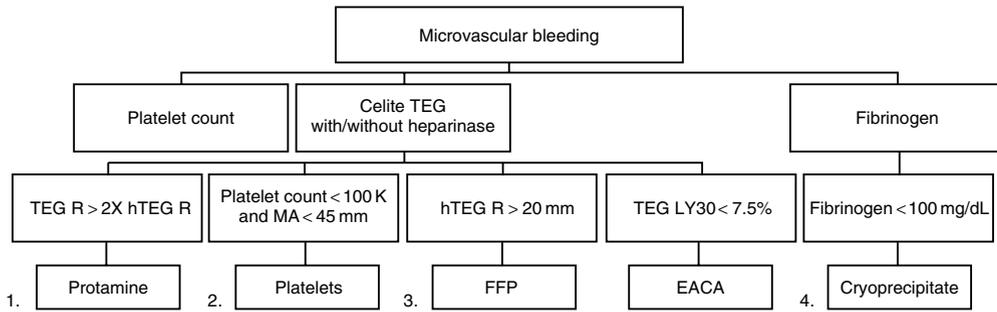 Microvascular bleeding
Platelet count
Celite TEG
with/without heparinase
Fibrinogen
TEG R > 2X hTEG R
Platelet count < 100 K
and MA < 45 mm
hTEG R > 20 mm
TEG LY30 < 7.5%
Fibrinogen < 100 mg/dL
1.
Protamine
2.
Platelets
3.
FFP
EACA
4.
Cryoprecipitate